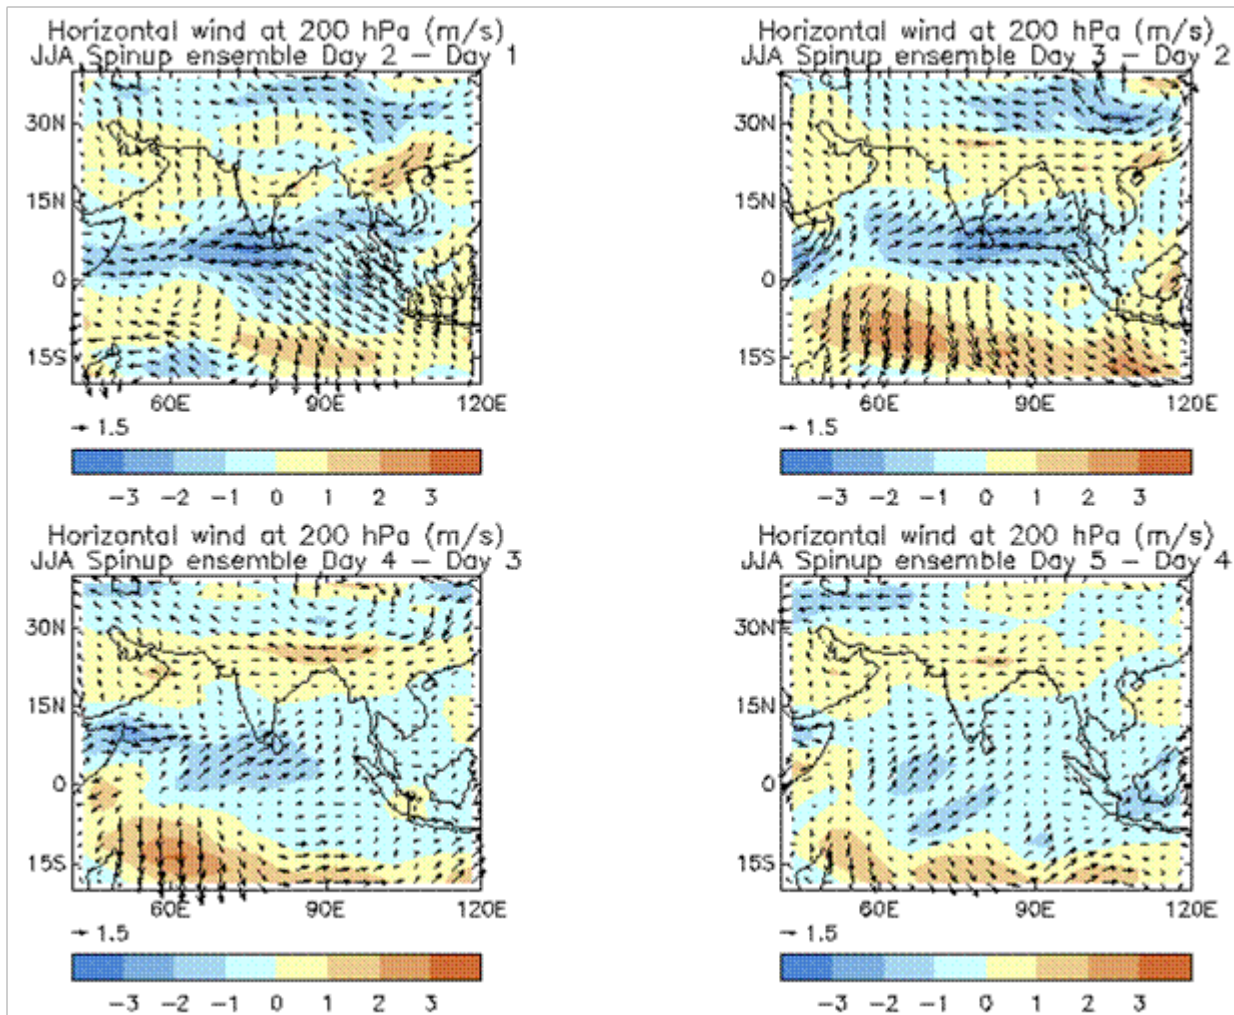 Horizontal wind at 200 hPa (m/s)
JJA Spinup ensemble Day 2 – Day 1
30N
15N
0
15S
60E 90E 120E
1.5
−3 −2 −1 0 1 2 3
Horizontal wind at 200 hPa (m/s)
JJA Spinup ensemble Day 3 – Day 2
30N
15N
0
15S
60E 90E 120E
1.5
−3 −2 −1 0 1 2 3
Horizontal wind at 200 hPa (m/s)
JJA Spinup ensemble Day 4 – Day 3
30N
15N
0
15S
60E 90E 120E
1.5
−3 −2 −1 0 1 2 3
Horizontal wind at 200 hPa (m/s)
JJA Spinup ensemble Day 5 – Day 4
30N
15N
0
15S
60E 90E 120E
1.5
−3 −2 −1 0 1 2 3